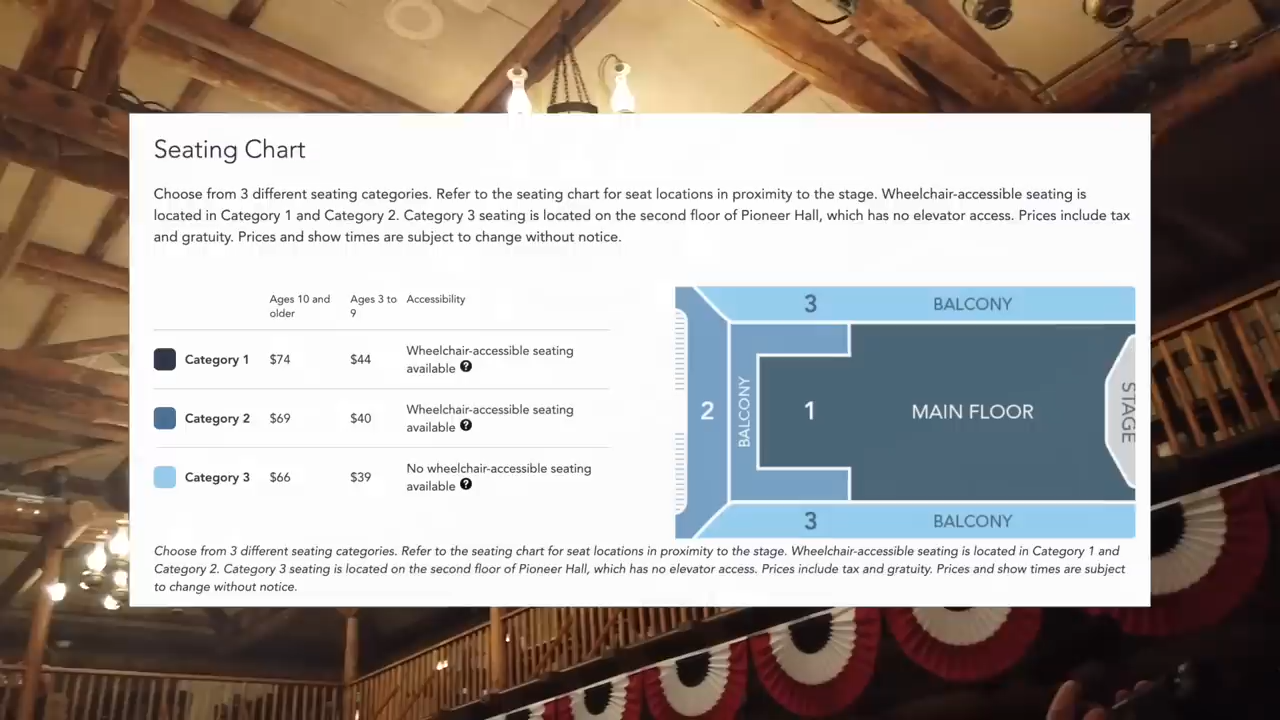 Seating Chart
Choose from 3 different seating categories. Refer to the seating chart for seat locations in proximity to the stage. Wheelchair-accessible seating is
located in Category 1 and Category 2. Category 3 seating is located on the second floor of Pioneer Hall, which has no elevator access. Prices include tax
and gratuity. Prices and show times are subject to change without notice.
Ages 10 and older
Ages 3 to 9
Accessibility
Category 1 $74 $44 Wheelchair-accessible seating
available ?
Category 2 $69 $40 Wheelchair-accessible seating
available ?
Category 3 $66 $39 No wheelchair-accessible seating
available ?
3 BALCONY
2 BALCONY 1 MAIN FLOOR STAGE
3 BALCONY
Choose from 3 different seating categories. Refer to the seating chart for seat locations in proximity to the stage. Wheelchair-accessible seating is located in Category 1 and
Category 2. Category 3 seating is located on the second floor of Pioneer Hall, which has no elevator access. Prices include tax and gratuity. Prices and show times are subject
to change without notice.